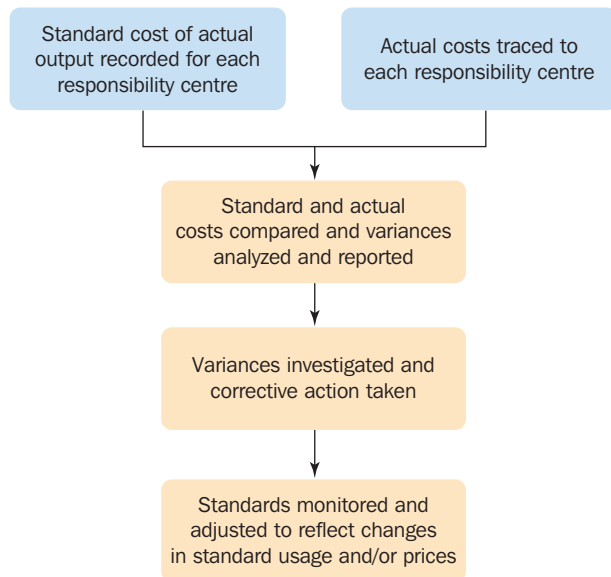 Standard cost of actual
output recorded for each
responsibility centre
Actual costs traced to
each responsibility centre
Standard and actual
costs compared and variances
analyzed and reported
Variances investigated and
corrective action taken
Standards monitored and
adjusted to reflect changes
in standard usage and/or prices